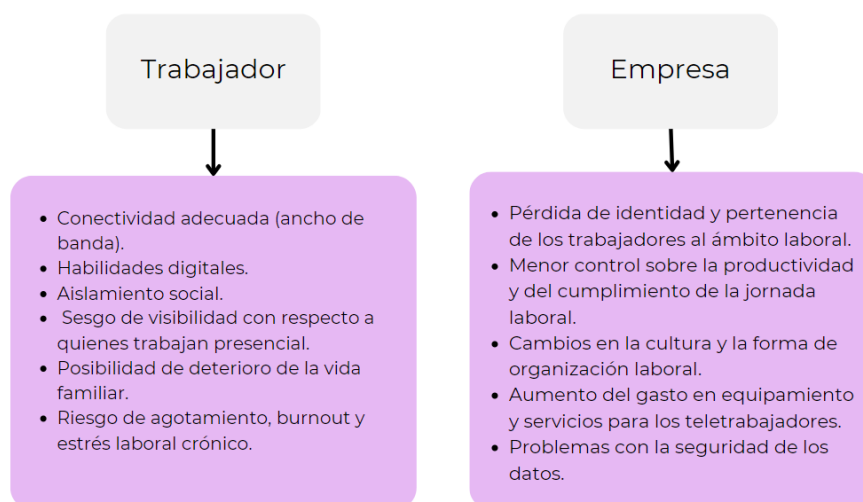 Trabajador
• Conectividad adecuada (ancho de
banda).
• Habilidades digitales.
• Aislamiento social.
• Sesgo de visibilidad con respecto a
quienes trabajan presencial.
• Posibilidad de deterioro de la vida
familiar.
• Riesgo de agotamiento, burnout y
estrés laboral crónico.
Empresa
• Pérdida de identidad y pertenencia
de los trabajadores al ámbito laboral.
• Menor control sobre la productividad
y del cumplimiento de la jornada
laboral.
• Cambios en la cultura y la forma de
organización laboral.
• Aumento del gasto en equipamiento
y servicios para los teletrabajadores.
• Problemas con la seguridad de los
datos.